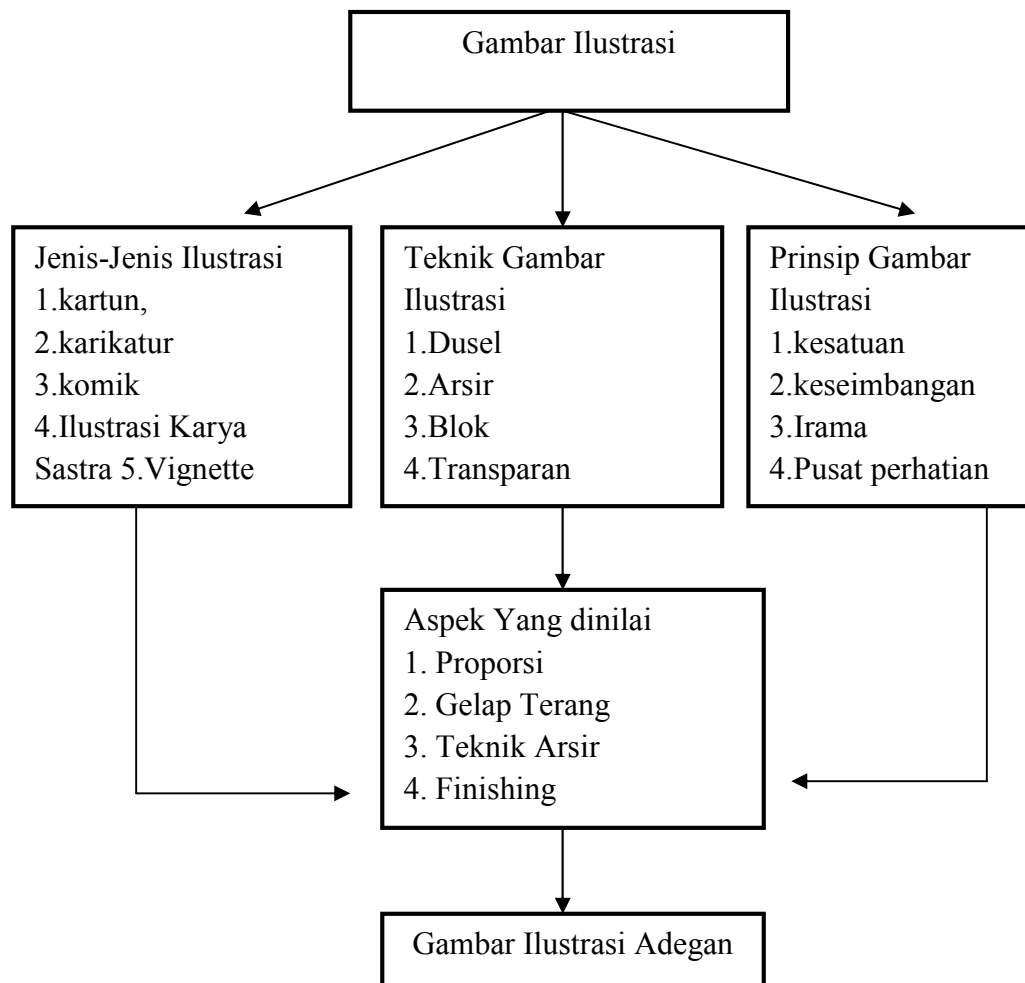 Gambar Ilustrasi
Jenis-Jenis Ilustrasi
1.kartun,
2.karikatur
3.komik
4.Ilustrasi Karya
Sastra 5.Vignette
Teknik Gambar
Ilustrasi
1.Dusel
2.Arsir
3.Blok
4.Transparan
Prinsip Gambar
Ilustrasi
1.kesatuan
2.keseimbangan
3.Irama
4.Pusat perhatian
Aspek Yang dinilai
1. Proporsi
2. Gelap Terang
3. Teknik Arsir
4. Finishing
Gambar Ilustrasi Adegan